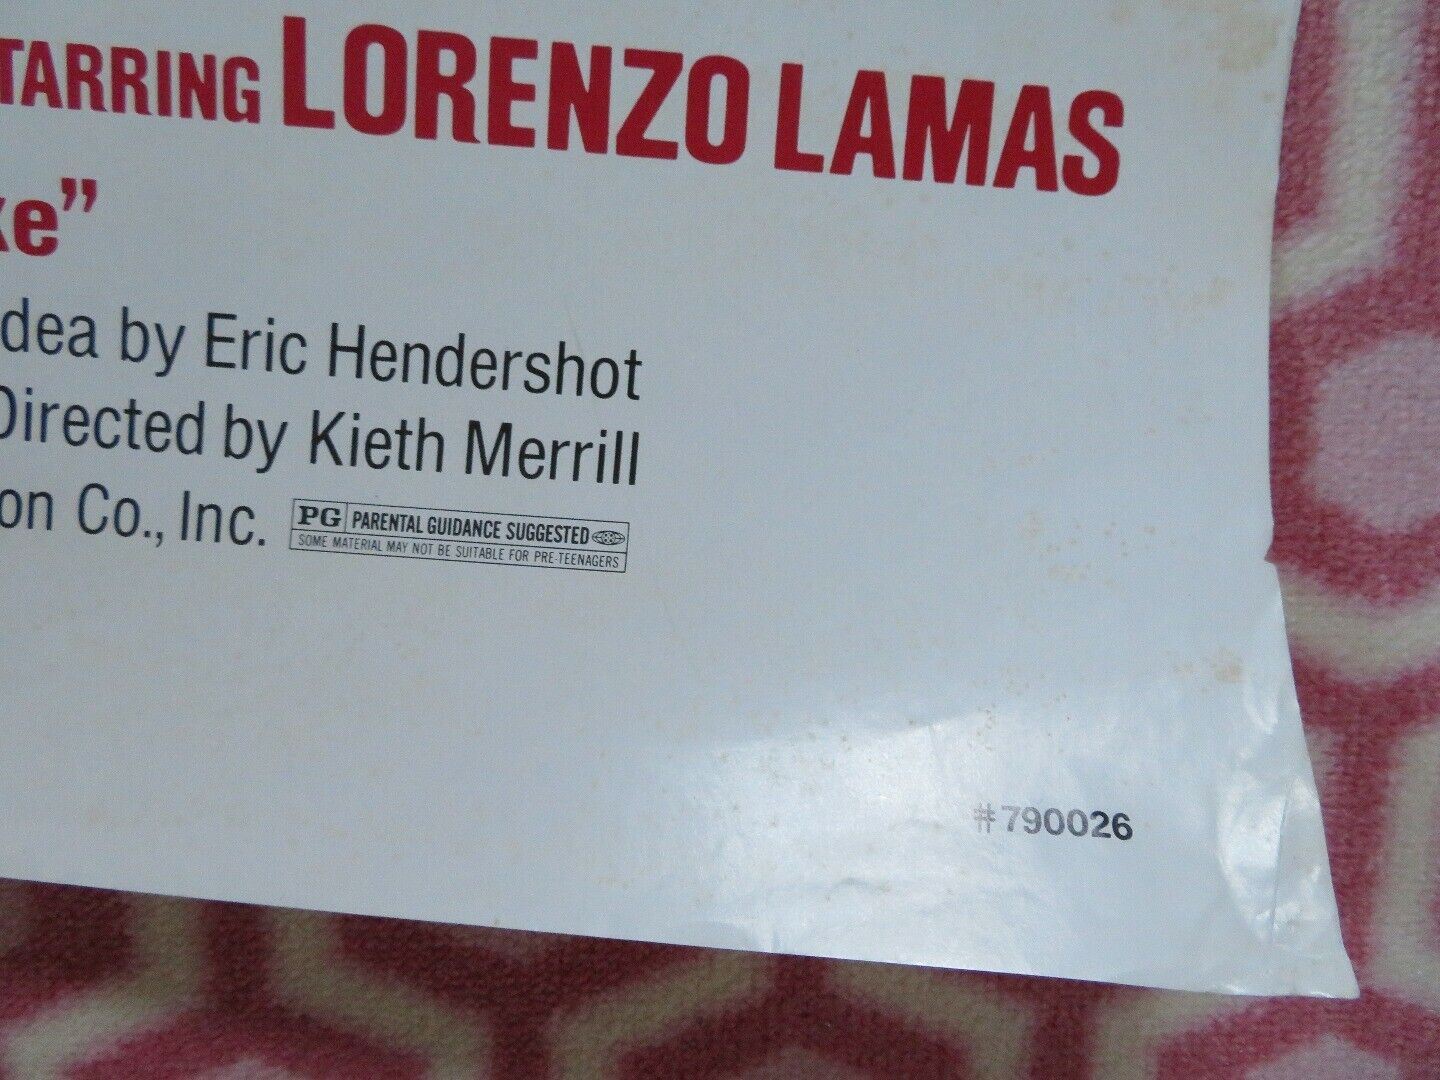 TARRING LORENZO LAMAS
ke”
dea by Eric Hendershot
Directed by Kieth Merrill
on Co., Inc. PG PARENTAL GUIDANCE SUGGESTED
SOME MATERIAL MAY NOT BE SUITABLE FOR PRE-TEENAGERS
#790026